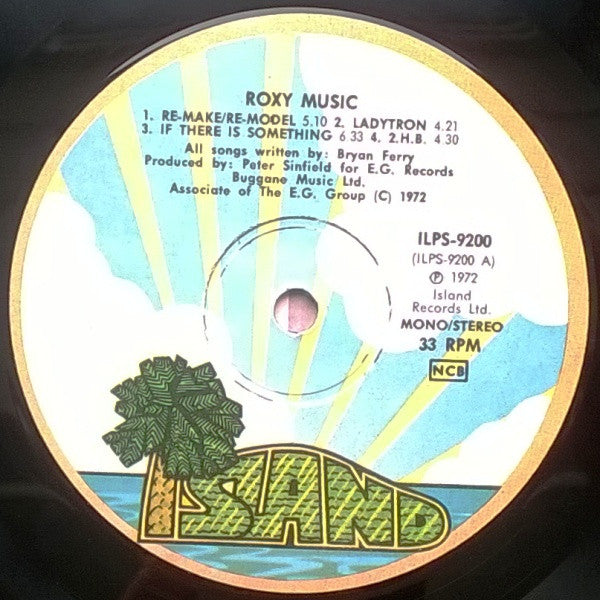 ROXY MUSIC
1. RE-MAKE/RE-MODEL 5.10 2. LADYTRON 4.21
3. IF THERE IS SOMETHING 6 33 4. 2.H.B. 4.30
All songs written by: Bryan Ferry
Produced by: Peter Sinfield for E.G. Records
Buggane Music Ltd.
Associate of The E.G. Group (C) 1972
ILPS-9200
(ILPS-9200 A)
Ⓟ 1972
Island
Records Ltd.
MONO/STEREO
33 RPM
NCB
ISLAND